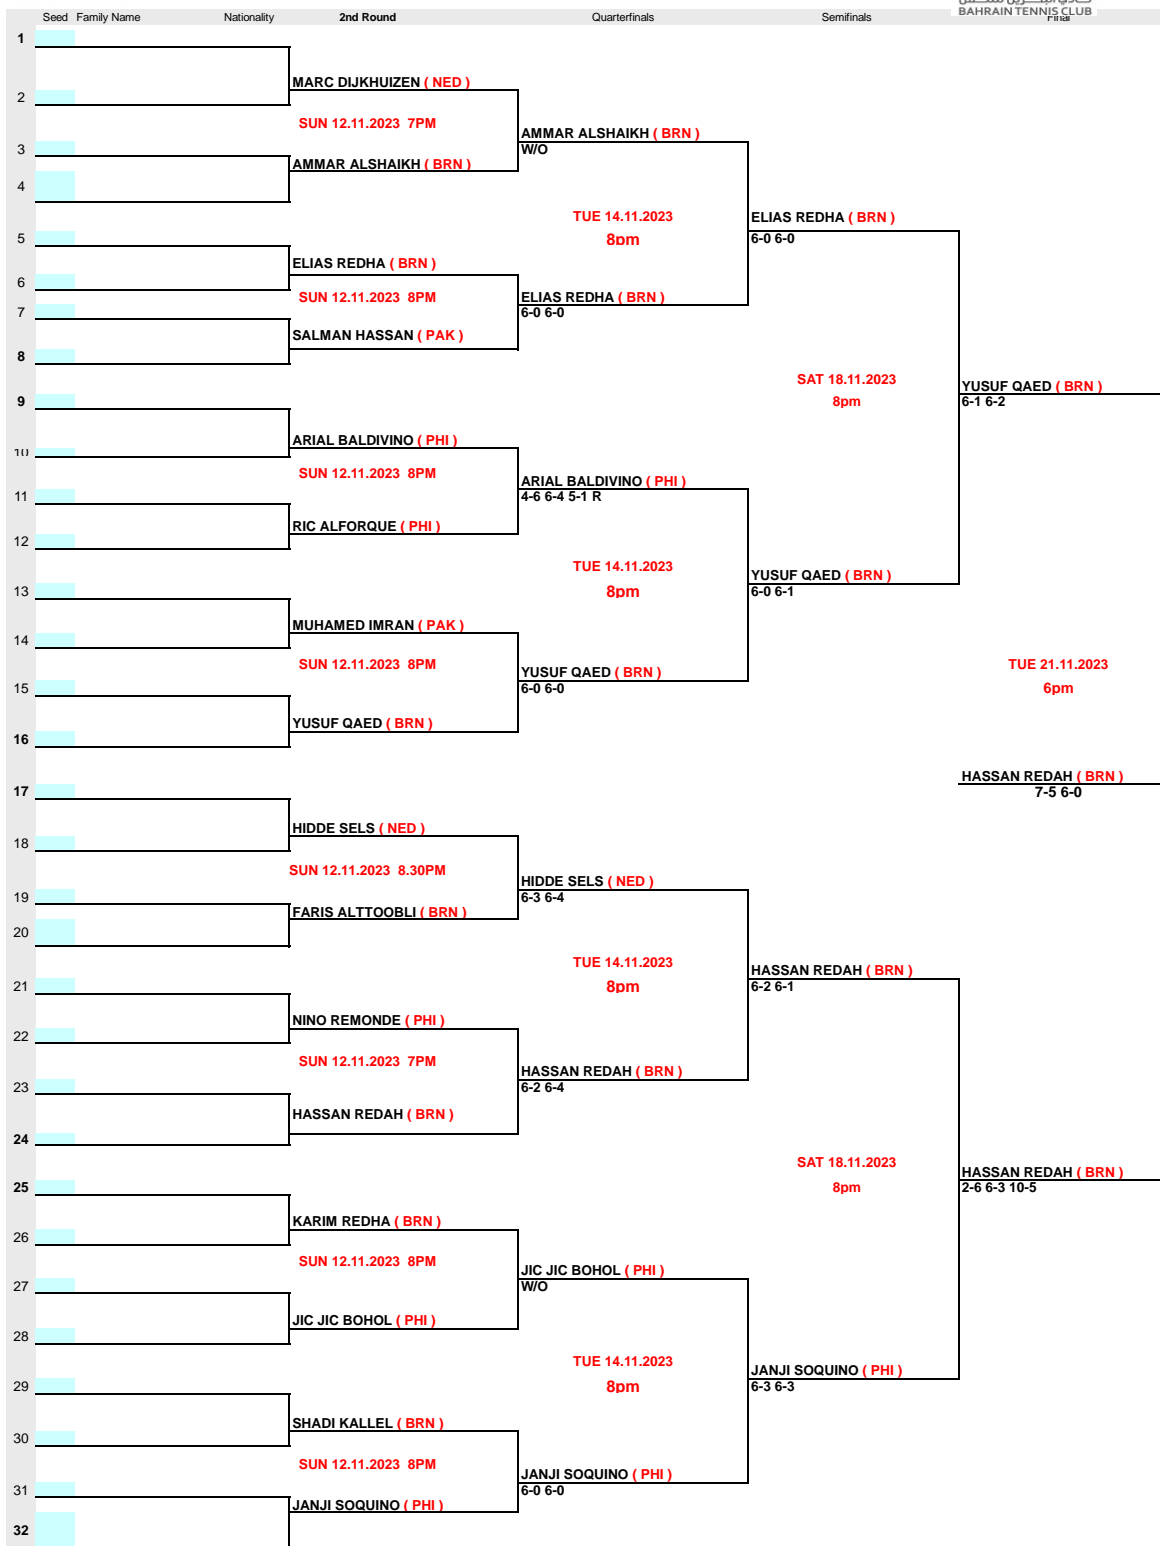 BAHRAIN TENNIS CLUB
Seed Family Name Nationality 2nd Round Quarterfinals Semifinals Final
1
MARC DIJKHUIZEN ( NED )
2
SUN 12.11.2023 7PM
AMMAR ALSHAIKH ( BRN )
W/O
3
AMMAR ALSHAIKH ( BRN )
4
TUE 14.11.2023
8pm
ELIAS REDHA ( BRN )
6-0 6-0
5
ELIAS REDHA ( BRN )
6
SUN 12.11.2023 8PM
ELIAS REDHA ( BRN )
6-0 6-0
7
SALMAN HASSAN ( PAK )
8
SAT 18.11.2023
8pm
YUSUF QAED ( BRN )
6-1 6-2
9
ARIAL BALDIVINO ( PHI )
10
SUN 12.11.2023 8PM
ARIAL BALDIVINO ( PHI )
4-6 6-4 5-1 R
11
RIC ALFORQUE ( PHI )
12
TUE 14.11.2023
8pm
YUSUF QAED ( BRN )
6-0 6-1
13
MUHAMED IMRAN ( PAK )
14
SUN 12.11.2023 8PM
YUSUF QAED ( BRN )
6-0 6-0
TUE 21.11.2023
6pm
15
YUSUF QAED ( BRN )
16
HASSAN REDAH ( BRN )
7-5 6-0
17
HIDDE SELS ( NED )
18
SUN 12.11.2023 8.30PM
HIDDE SELS ( NED )
6-3 6-4
19
FARIS ALTTOOBLI ( BRN )
20
TUE 14.11.2023
8pm
HASSAN REDAH ( BRN )
6-2 6-1
21
NINO REMONDE ( PHI )
22
SUN 12.11.2023 7PM
HASSAN REDAH ( BRN )
6-2 6-4
23
HASSAN REDAH ( BRN )
24
SAT 18.11.2023
8pm
HASSAN REDAH ( BRN )
2-6 6-3 10-5
25
KARIM REDHA ( BRN )
26
SUN 12.11.2023 8PM
JIC JIC BOHOL ( PHI )
W/O
27
JIC JIC BOHOL ( PHI )
28
TUE 14.11.2023
8pm
JANJI SOQUINO ( PHI )
6-3 6-3
29
SHADI KALLEL ( BRN )
30
SUN 12.11.2023 8PM
JANJI SOQUINO ( PHI )
6-0 6-0
31
JANJI SOQUINO ( PHI )
32